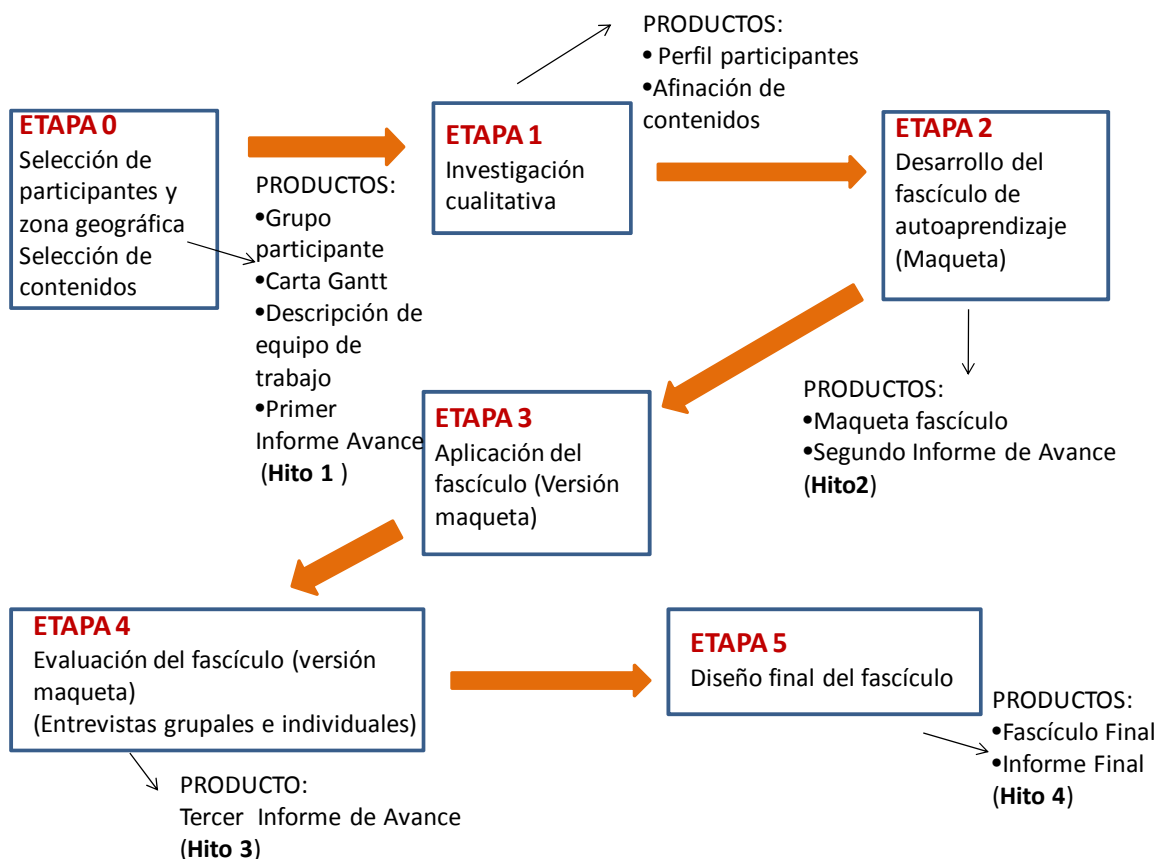 ETAPA 0
Selección de
participantes y
zona geográfica
Selección de
contenidos
PRODUCTOS:
•Grupo
participante
•Carta Gantt
•Descripción de
equipo de
trabajo
•Primer
Informe Avance
(Hito 1 )
ETAPA 1
Investigación
cualitativa
PRODUCTOS:
• Perfil participantes
•Afinación de
contenidos
ETAPA 2
Desarrollo del
fascículo de
autoaprendizaje
(Maqueta)
PRODUCTOS:
•Maqueta fascículo
•Segundo Informe de Avance
(Hito2)
ETAPA 3
Aplicación del
fascículo (Versión
maqueta)
ETAPA 4
Evaluación del fascículo (versión
maqueta)
(Entrevistas grupales e individuales)
PRODUCTO:
Tercer Informe de Avance
(Hito 3)
ETAPA 5
Diseño final del fascículo
PRODUCTOS:
•Fascículo Final
•Informe Final
(Hito 4)